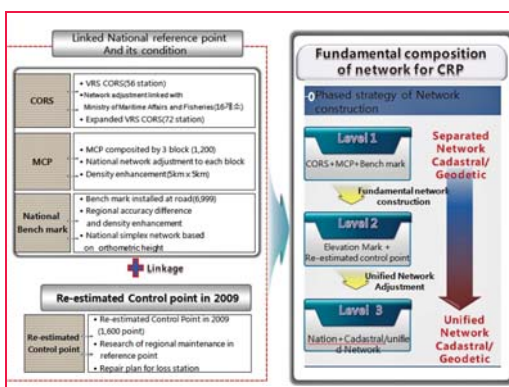 Linked National reference point
And its condition
CORS
• VRS CORS(56 station)
• Network adjustment linked with
Ministry of Maritime Affairs and Fisheries(16개소)
• Expanded VRS CORS(72 station)
MCP
• MCP composited by 3 block (1,200)
• National network adjustment to each block
• Density enhancement(5km x 5km)
National
Bench mark
• Bench mark installed at road(6,999)
• Regional accuracy difference
and density enhancement
• National simplex network based
on orthometric height
Linkage
Re-estimated Control point in 2009
Re-estimated
Control point
• Re-estimated Control Point in 2009
(1,600 point)
• Research of regional maintenance in
reference point
• Repair plan for loss station
Fundamental composition
of network for CRP
Phased strategy of Network
construction
Level 1
CORS+MCP+Bench mark
Fundamental network
construction
Level 2
Elevation Mark +
Re-estimated control point
Unified Network
Adjustment
Level 3
Nation+Cadastral/unifie
d Network
Separated
Network
Cadastral/
Geodetic
Unified
Network
Cadastral/
Geodetic